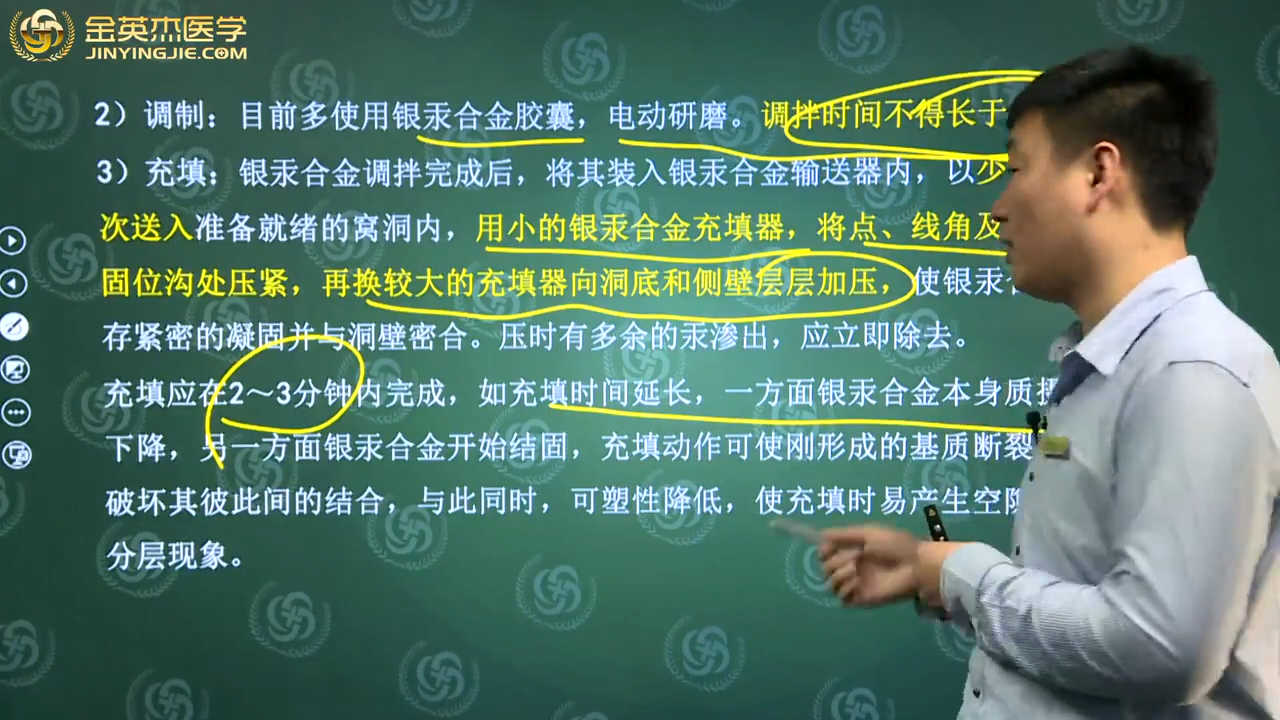 金英杰医学
JINYINGJIE.COM
2）调制：目前多使用银汞合金胶囊，电动研磨。调拌时间不得长于
3）充填：银汞合金调拌完成后，将其装入银汞合金输送器内，以少
次送入准备就绪的窝洞内，用小的银汞合金充填器，将点、线角及
固位沟处压紧，再换较大的充填器向洞底和侧壁层层加压，使银汞
存紧密的凝固并与洞壁密合。压时有多余的汞渗出，应立即除去。
充填应在2～3分钟内完成，如充填时间延长，一方面银汞合金本身质
下降，另一方面银汞合金开始结固，充填动作可使刚形成的基质断裂
破坏其彼此间的结合，与此同时，可塑性降低，使充填时易产生空
分层现象。